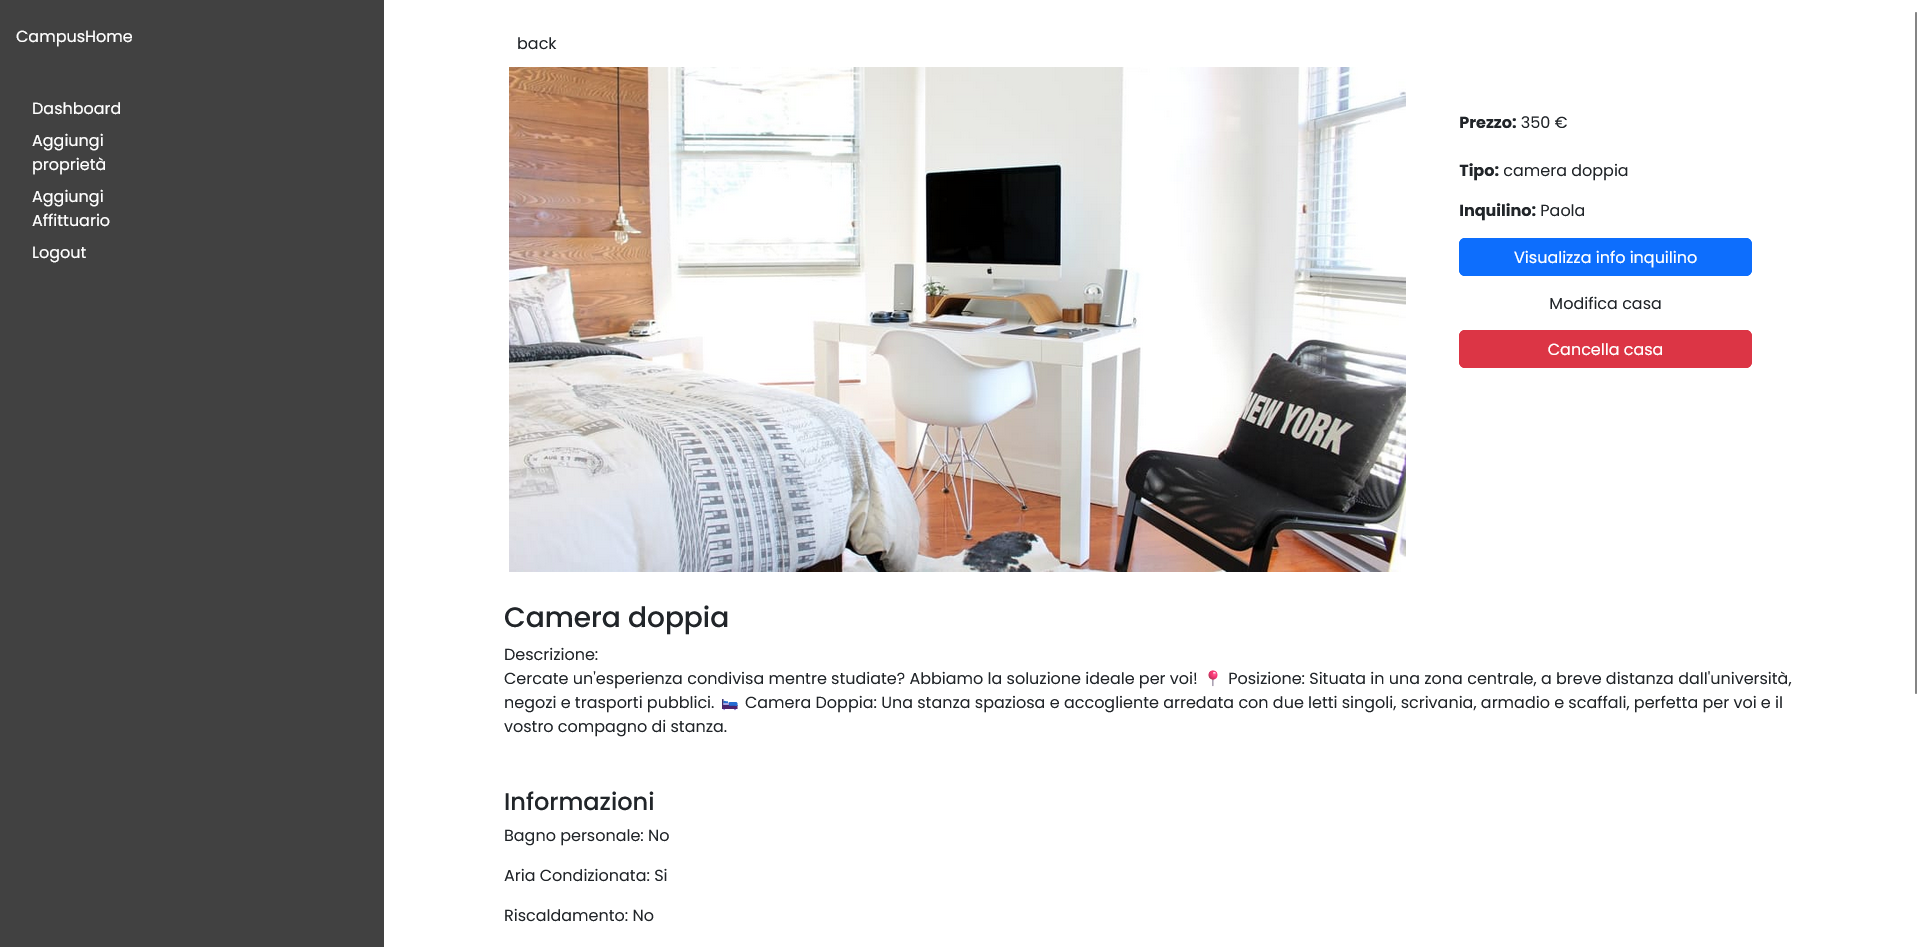 CampusHome
Dashboard
Aggiungi
proprietà
Aggiungi
Affittuario
Logout
back
NEW YORK
AUG 27
Prezzo: 350 €
Tipo: camera doppia
Inquilino: Paola
Visualizza info inquilino
Modifica casa
Cancella casa
Camera doppia
Descrizione:
Cercate un'esperienza condivisa mentre studiate? Abbiamo la soluzione ideale per voi! 📍 Posizione: Situata in una zona centrale, a breve distanza dall'università,
negozi e trasporti pubblici. 🛏️ Camera Doppia: Una stanza spaziosa e accogliente arredata con due letti singoli, scrivania, armadio e scaffali, perfetta per voi e il
vostro compagno di stanza.
Informazioni
Bagno personale: No
Aria Condizionata: Si
Riscaldamento: No